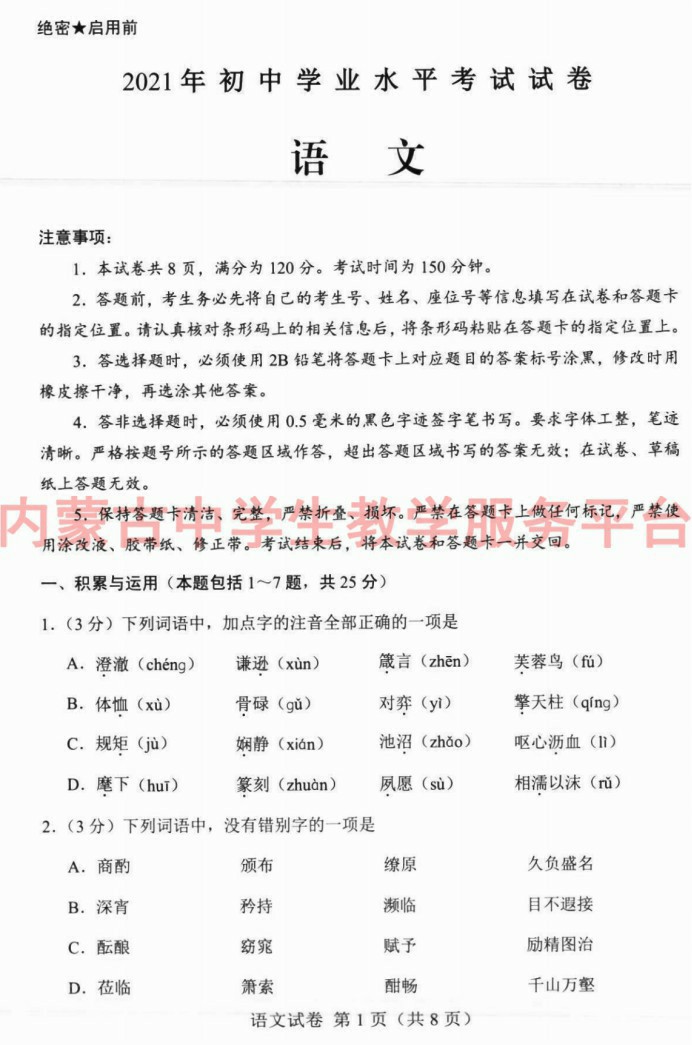 绝密★启用前
2021年初中学业水平考试试卷
语 文
注意事项：
1．本试卷共8页，满分为120分。考试时间为150分钟。
2．答题前，考生务必先将自己的考生号、姓名、座位号等信息填写在试卷和答题卡
的指定位置。请认真核对条形码上的相关信息后，将条形码粘贴在答题卡的指定位置上。
3．答选择题时，必须使用2B铅笔将答题卡上对应题目的答案标号涂黑，修改时用
橡皮擦干净，再选涂其他答案。
4．答非选择题时，必须使用0.5毫米的黑色字迹签字笔书写。要求字体工整，笔迹
清晰。严格按题号所示的答题区域作答，超出答题区域书写的答案无效；在试卷、草稿
纸上答题无效。
内蒙古中学生教学服务平台
5．保持答题卡清洁、完整，严禁折叠、损坏。严禁在答题卡上做任何标记，严禁使
用涂改液、胶带纸、修正带。考试结束后，将本试卷和答题卡一并交回。
一、积累与运用（本题包括1～7题，共25分）
1.（3分）下列词语中，加点字的注音全部正确的一项是
A．澄澈（chéng） 谦逊（xùn） 箴言（zhēn） 芙蓉鸟（fú）
B．体恤（xù） 骨碌（gǔ） 对弈（yì） 擎天柱（qíng）
C．规矩（jù） 娴静（xián） 池沼（zhǎo） 呕心沥血（lì）
D．麾下（huī） 篆刻（zhuàn） 夙愿（sù） 相濡以沫（rǔ）
2.（3分）下列词语中，没有错别字的一项是
A．商酌 颁布 缭原 久负盛名
B．深宵 矜持 濒临 目不遐接
C．酝酿 窈窕 赋予 励精图治
D．莅临 箫索 酣畅 千山万壑
语文试卷 第1页（共8页）